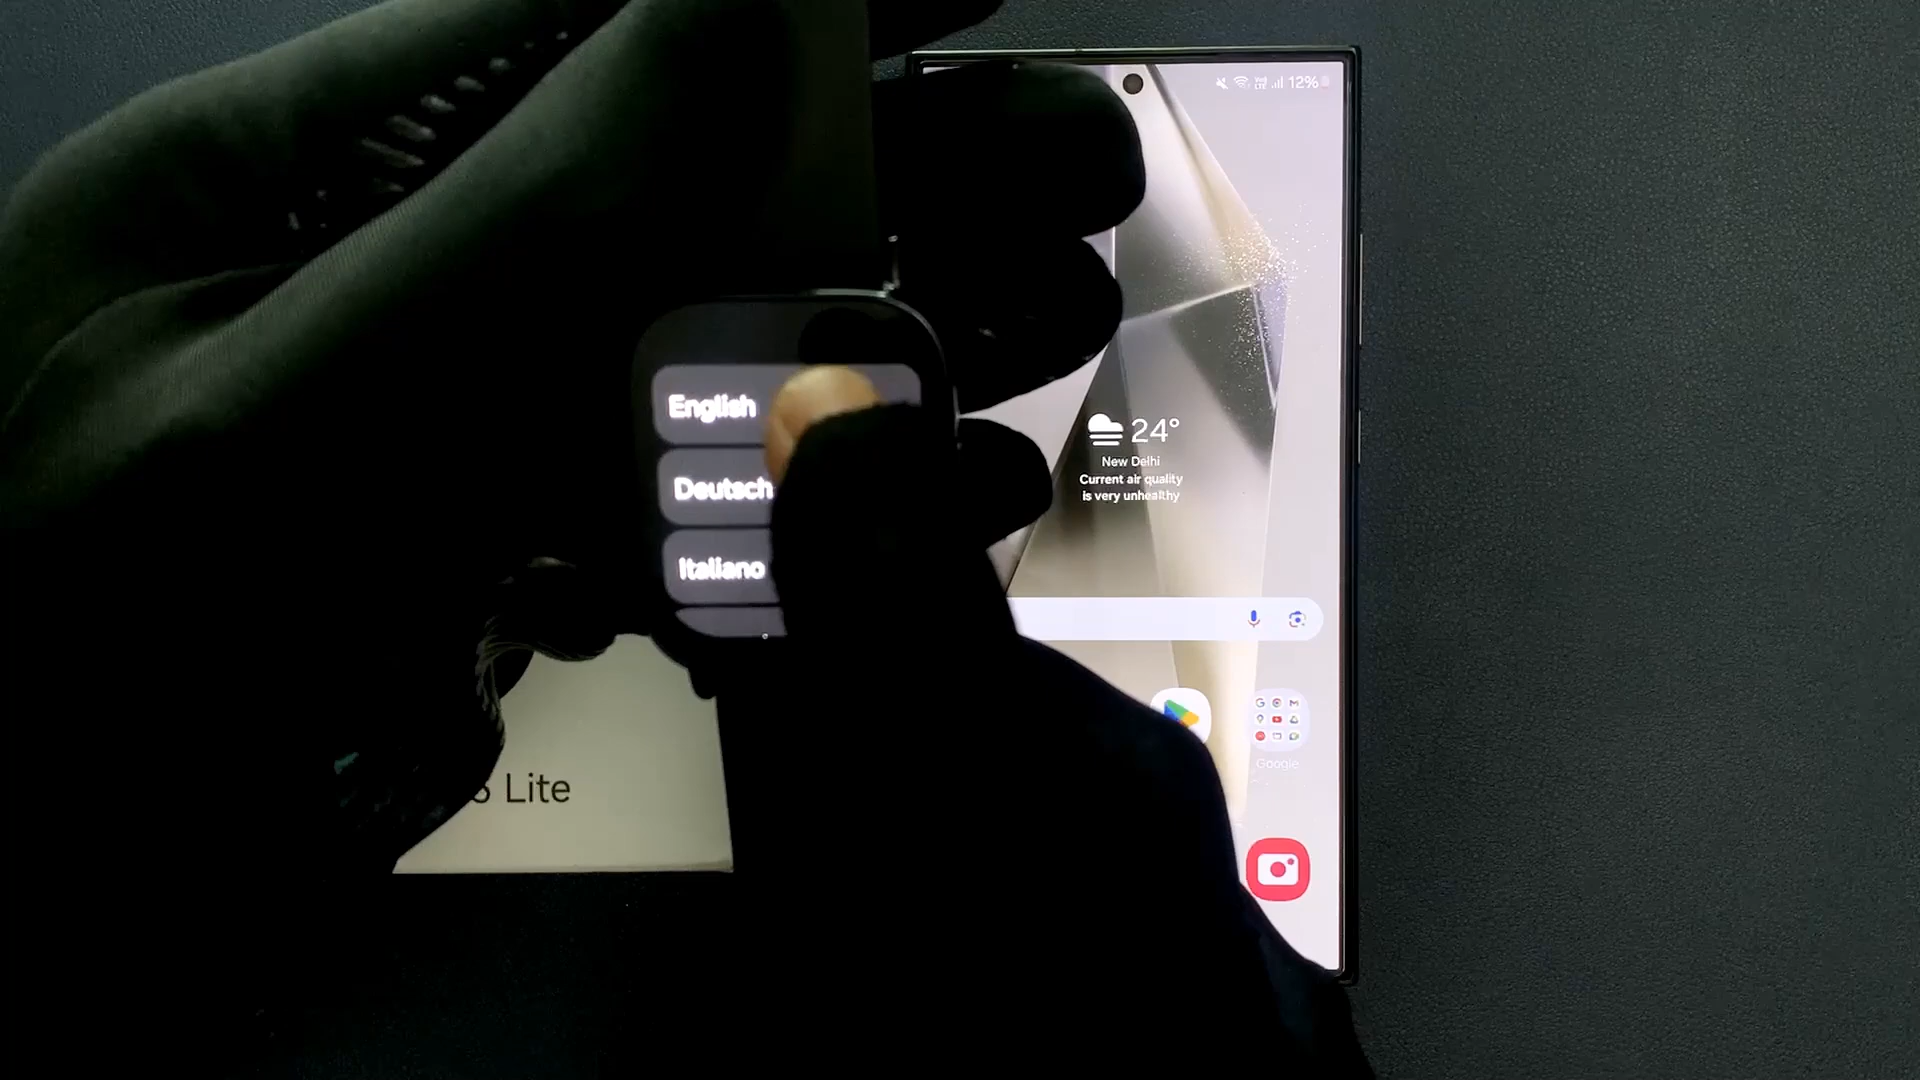 12%
English
Deutsch
Italiano
24°
New Delhi
Current air quality
is very unhealthy
Google
Lite